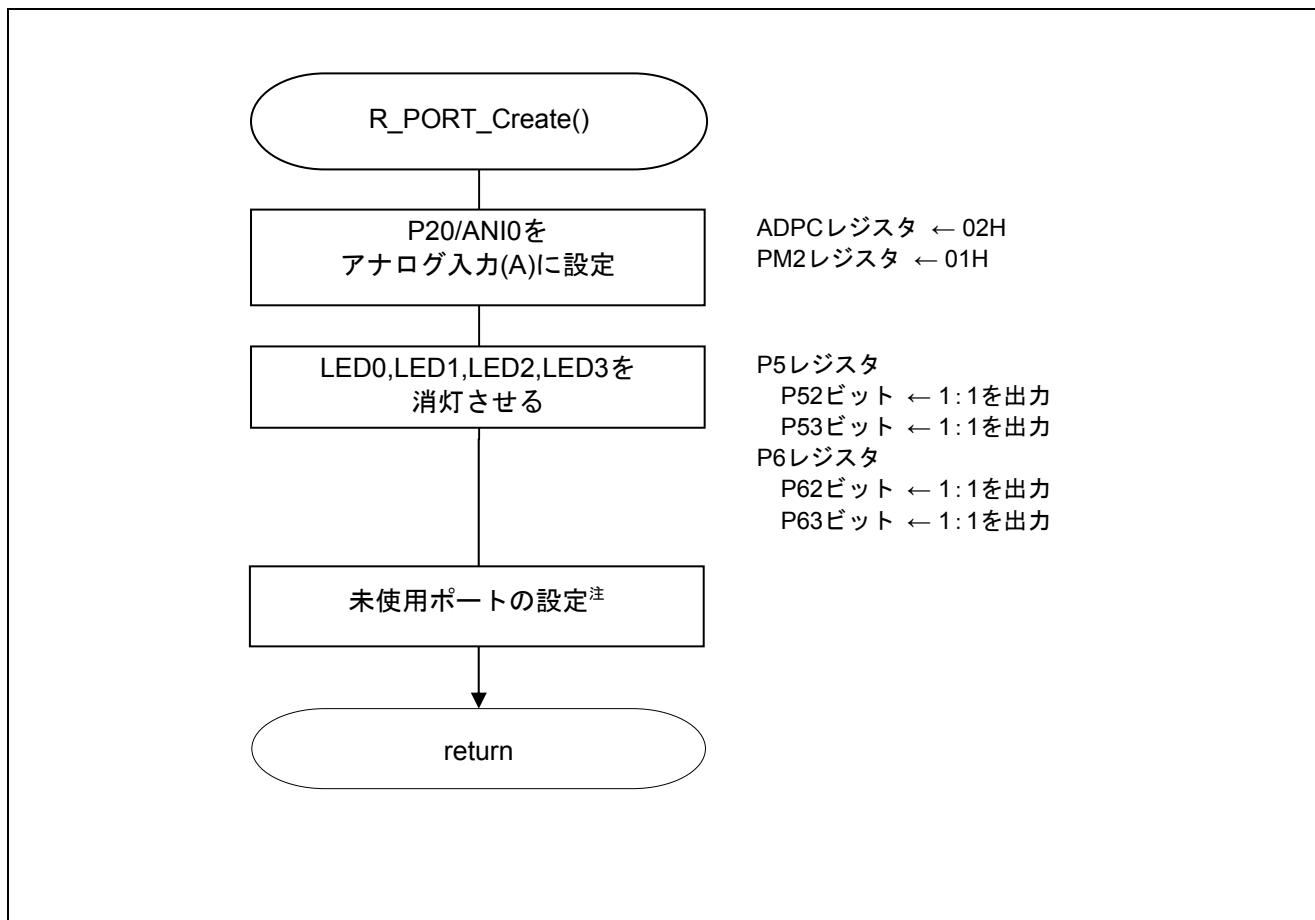 R_PORT_Create()
P20/ANI0を
アナログ入力(A)に設定
ADPCレジスタ ← 02H
PM2レジスタ ← 01H
LED0,LED1,LED2,LED3を
消灯させる
P5レジスタ
P52ビット ← 1:1を出力
P53ビット ← 1:1を出力
P6レジスタ
P62ビット ← 1:1を出力
P63ビット ← 1:1を出力
未使用ポートの設定注
return